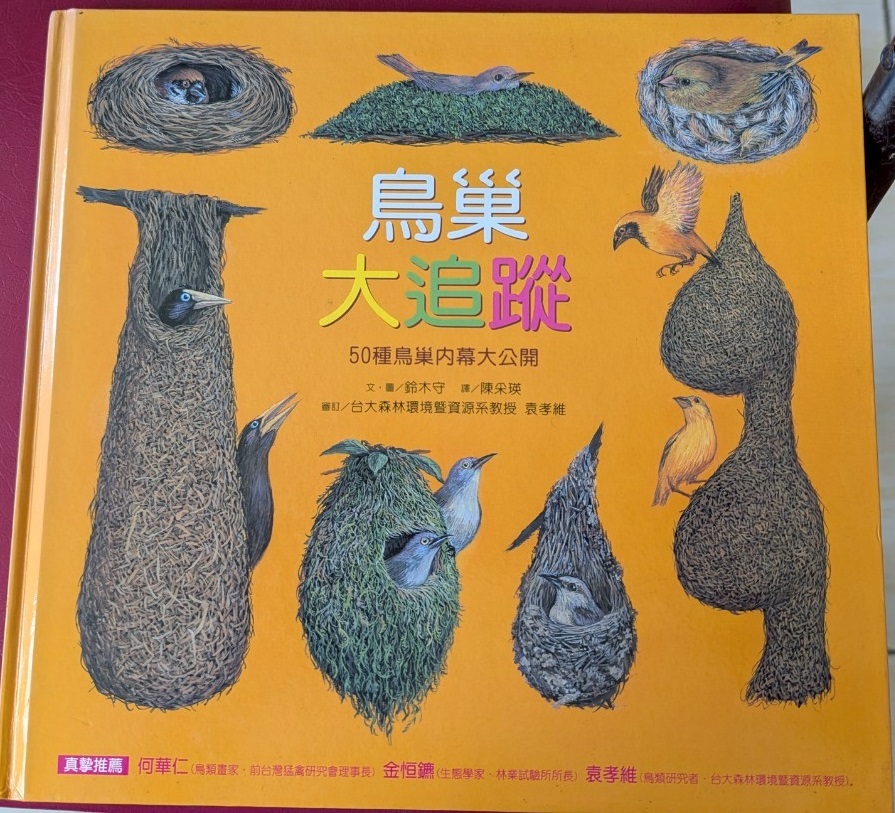 鳥巢
大追蹤
50種鳥巢內幕大公開
文・圖/鈴木守 譯/陳采瑛
審訂/台大森林環境暨資源系教授 袁孝維
真摯推薦 何華仁(鳥類畫家・前台灣猛禽研究會理事長) 金恒鑣(生態學家・林業試驗所所長) 袁孝維(鳥類研究者・台大森林環境暨資源系教授)。